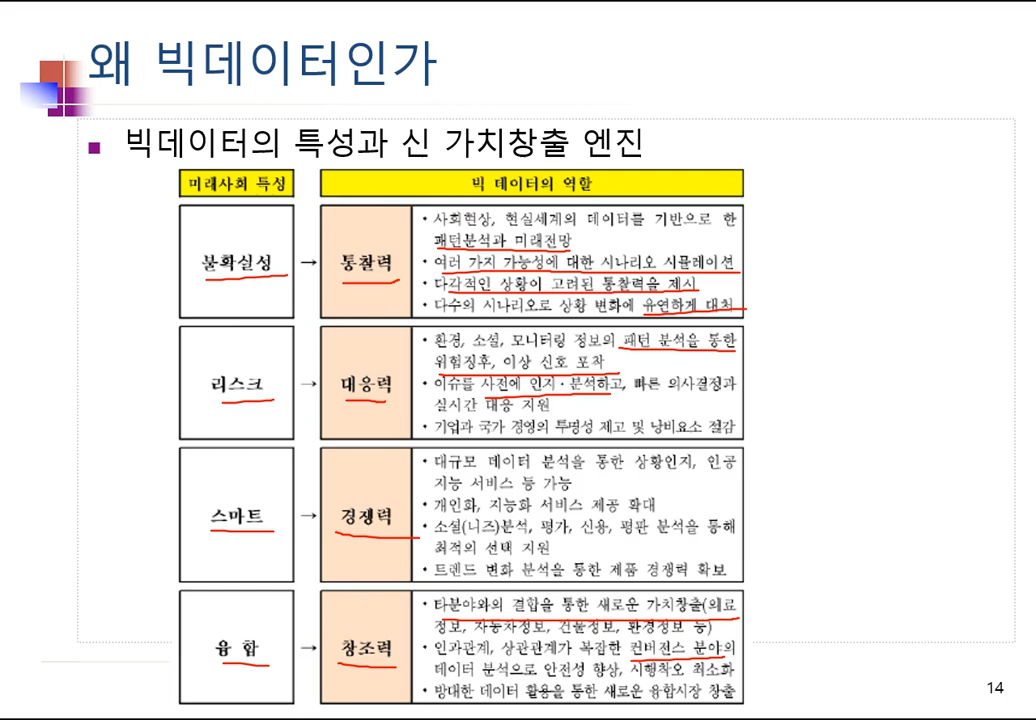 왜 빅데이터인가
빅데이터의 특성과 신 가치창출 엔진
미래사회 특성
빅 데이터의 역할
불확실성
→
통찰력
• 사회현상, 현실세계의 데이터를 기반으로 한
패턴분석과 미래전망
• 여러 가지 가능성에 대한 시나리오 시뮬레이션
• 다각적인 상황이 고려된 통찰력을 제시
• 다수의 시나리오로 상황 변화에 유연하게 대처
리스크
→
대응력
• 환경, 소셜, 모니터링 정보의 패턴 분석을 통한
위험징후, 이상 신호 포착
• 이슈를 사전에 인지·분석하고, 빠른 의사결정과
실시간 대응 지원
• 기업과 국가 경영의 투명성 제고 및 낭비요소 절감
스마트
→
경쟁력
• 대규모 데이터 분석을 통한 상황인지, 인공
지능 서비스 등 가능
• 개인화, 지능화 서비스 제공 확대
• 소셜(니즈)분석, 평가, 신용, 평판 분석을 통해
최적의 선택 지원
• 트렌드 변화 분석을 통한 제품 경쟁력 확보
융 합
→
창조력
• 타분야와의 결합을 통한 새로운 가치창출(의료
정보, 자동차정보, 건물정보, 환경정보 등)
• 인과관계, 상관관계가 복잡한 컨버전스 분야의
데이터 분석으로 안전성 향상, 시행착오 최소화
• 방대한 데이터 활용을 통한 새로운 융합시장 창출
14